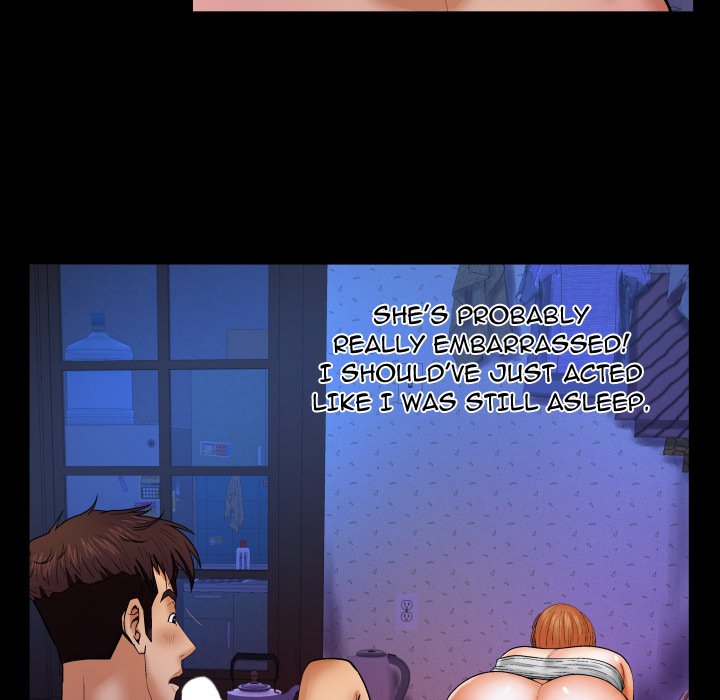 SHE'S PROBABLY
REALLY EMBARRASSED!
I SHOULD'VE JUST ACTED
LIKE I WAS STILL ASLEEP.